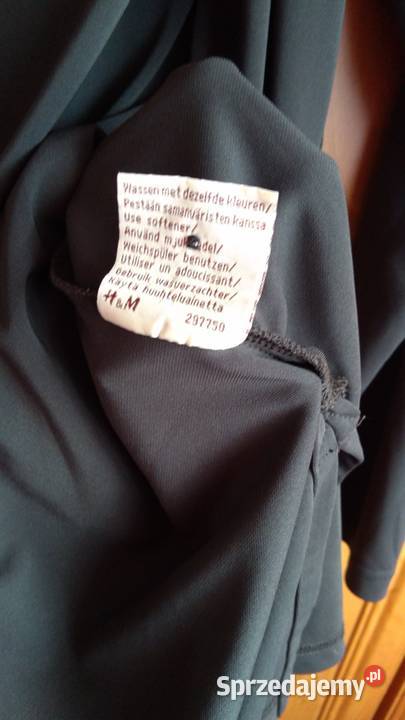 Wassen met dezelfde kleuren/
Pestään samanväristen kanssa
Use softener/
Använd
Weichspüler benutzen/
Utiliser un adoucissant/
Gebruik wasverzachter/
Käytä huuhteluainetta
H&M
297750
Sprzedajemy.pl